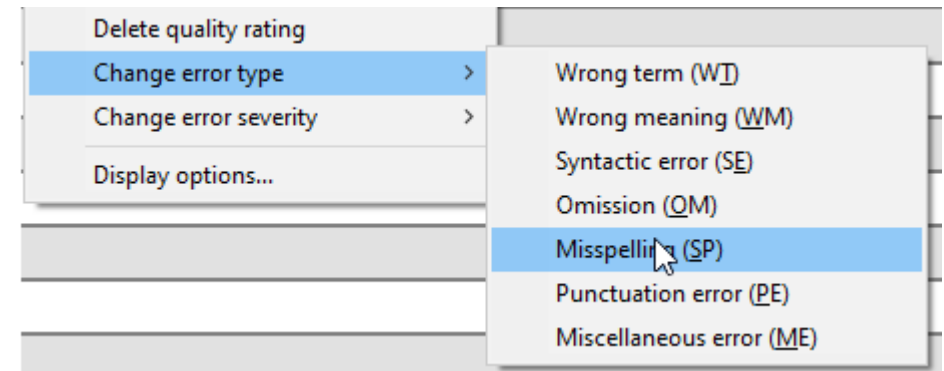 Delete quality rating
Change error type
Change error severity
Display options...
Wrong term (WT)
Wrong meaning (WM)
Syntactic error (SE)
Omission (OM)
Misspelling (SP)
Punctuation error (PE)
Miscellaneous error (ME)